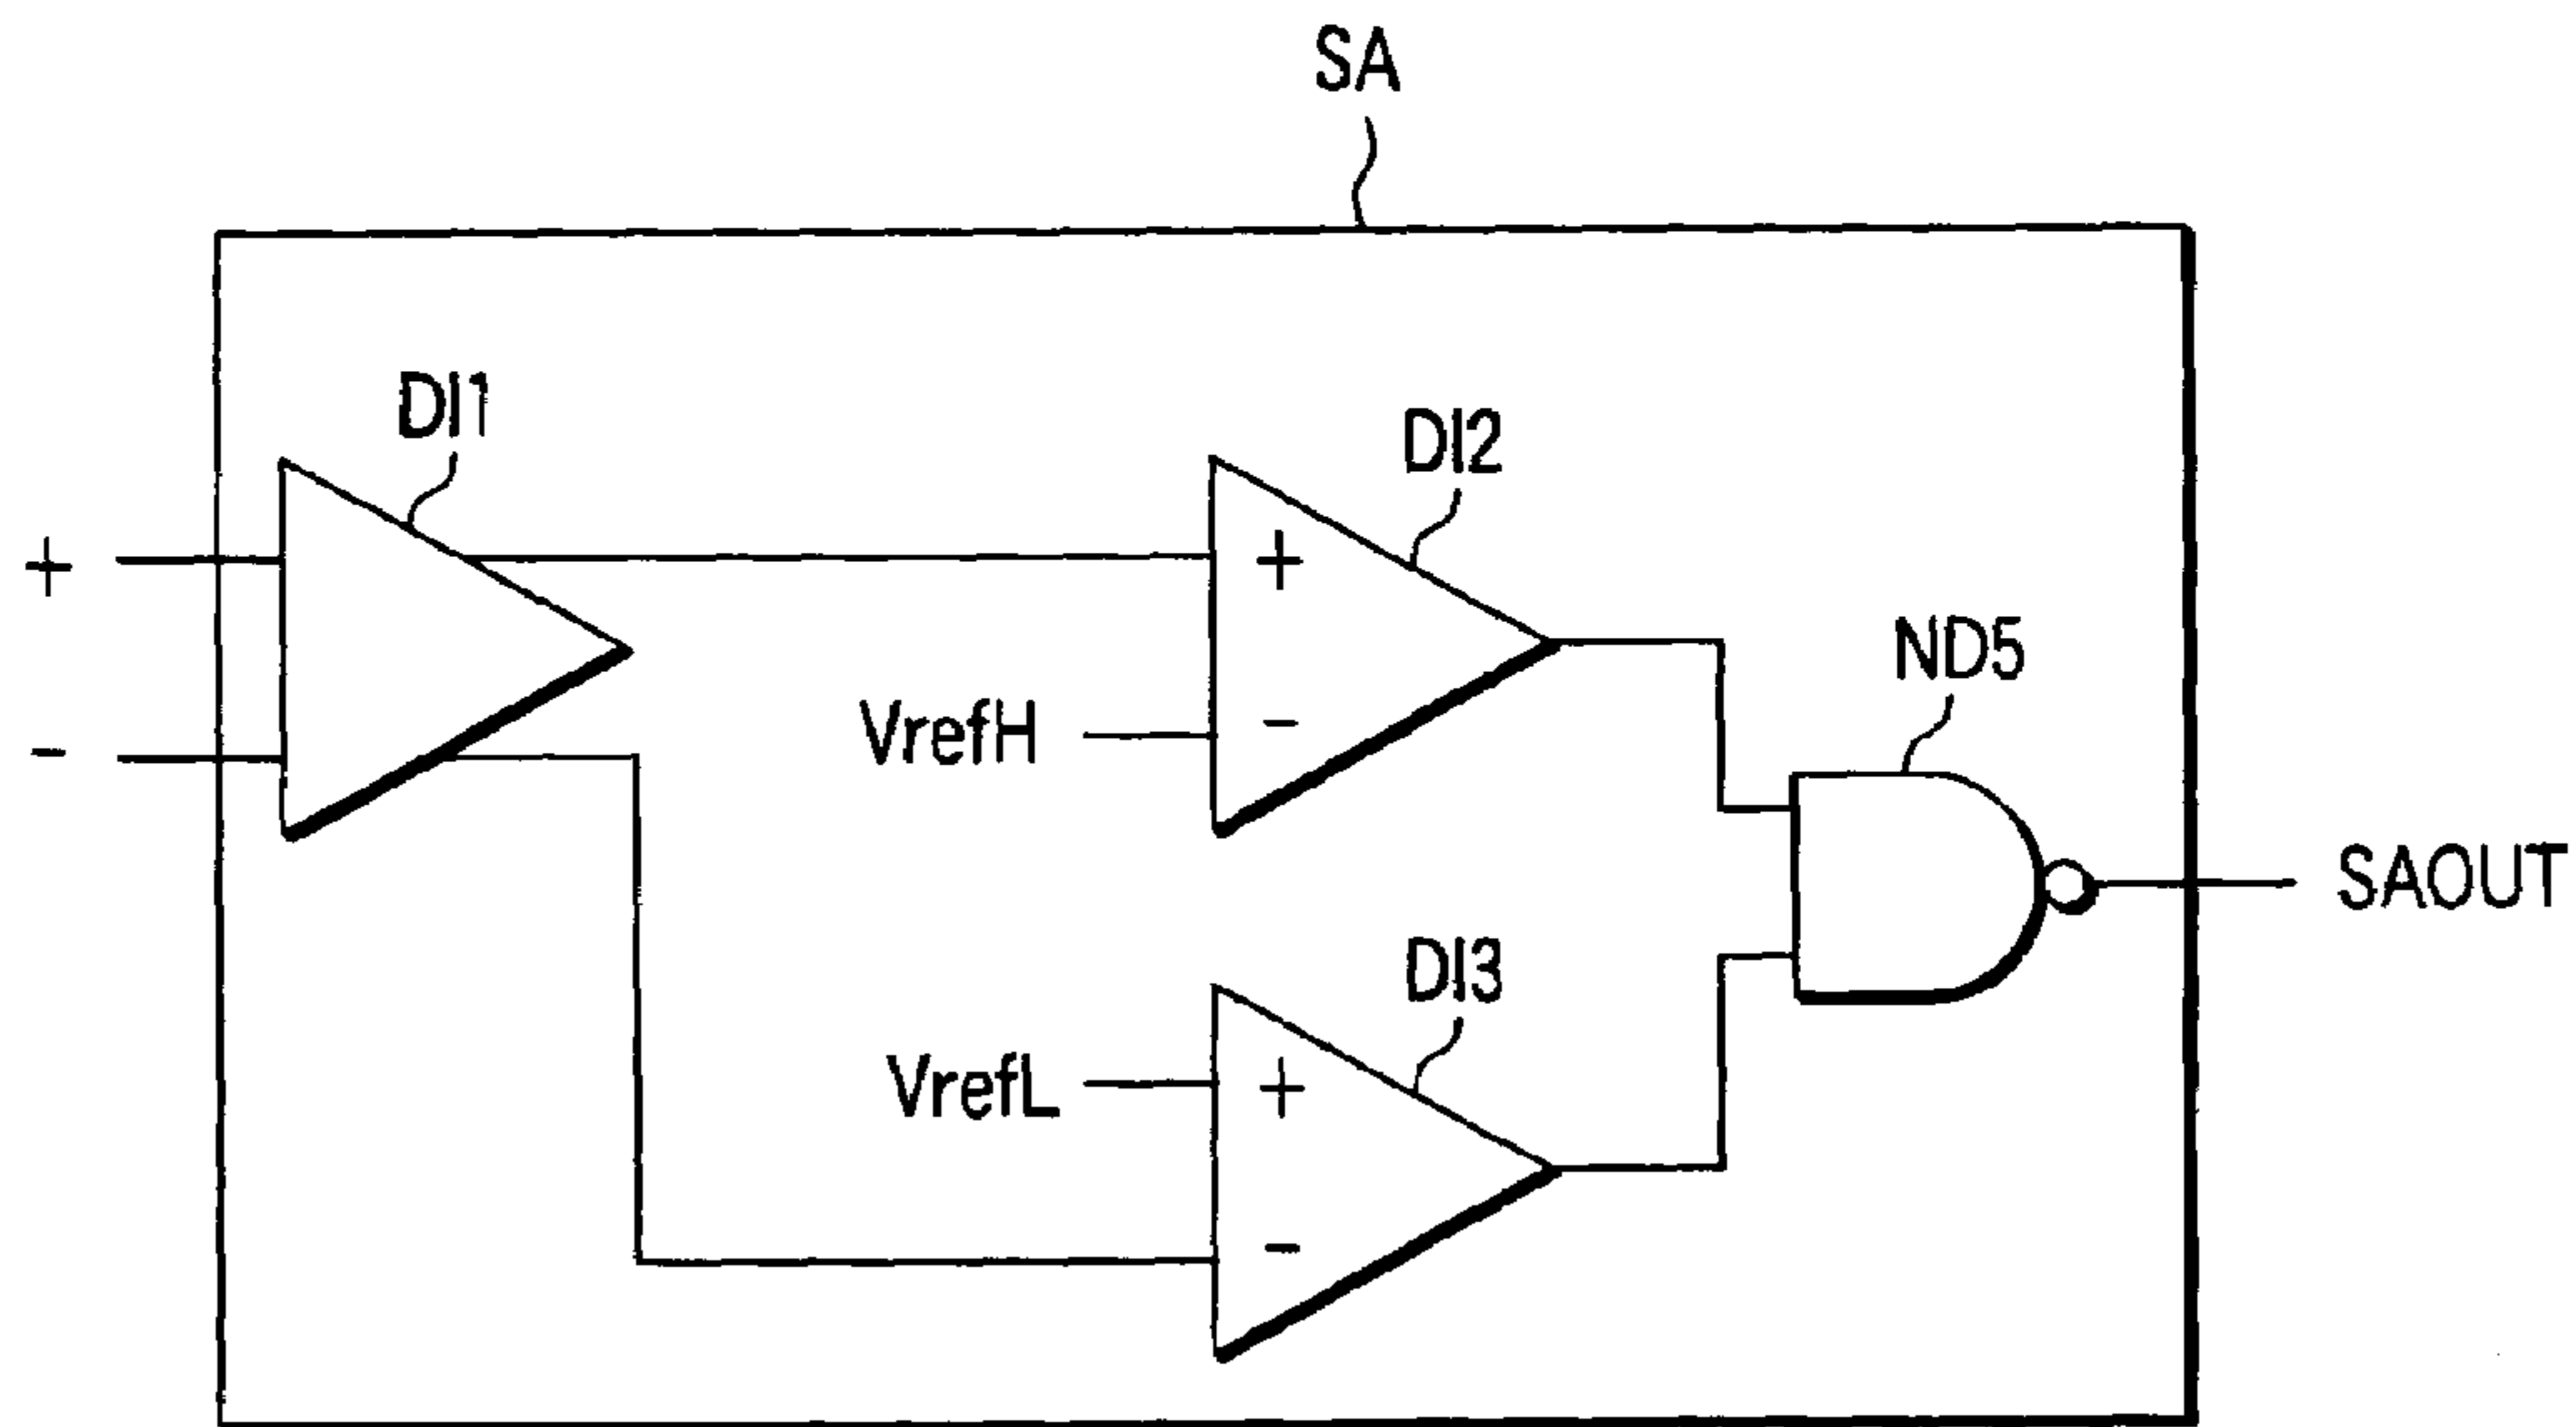 SA
DI1
DI2
+
+
ND5
-
VrefH
-
SAOUT
DI3
VrefL
+
-